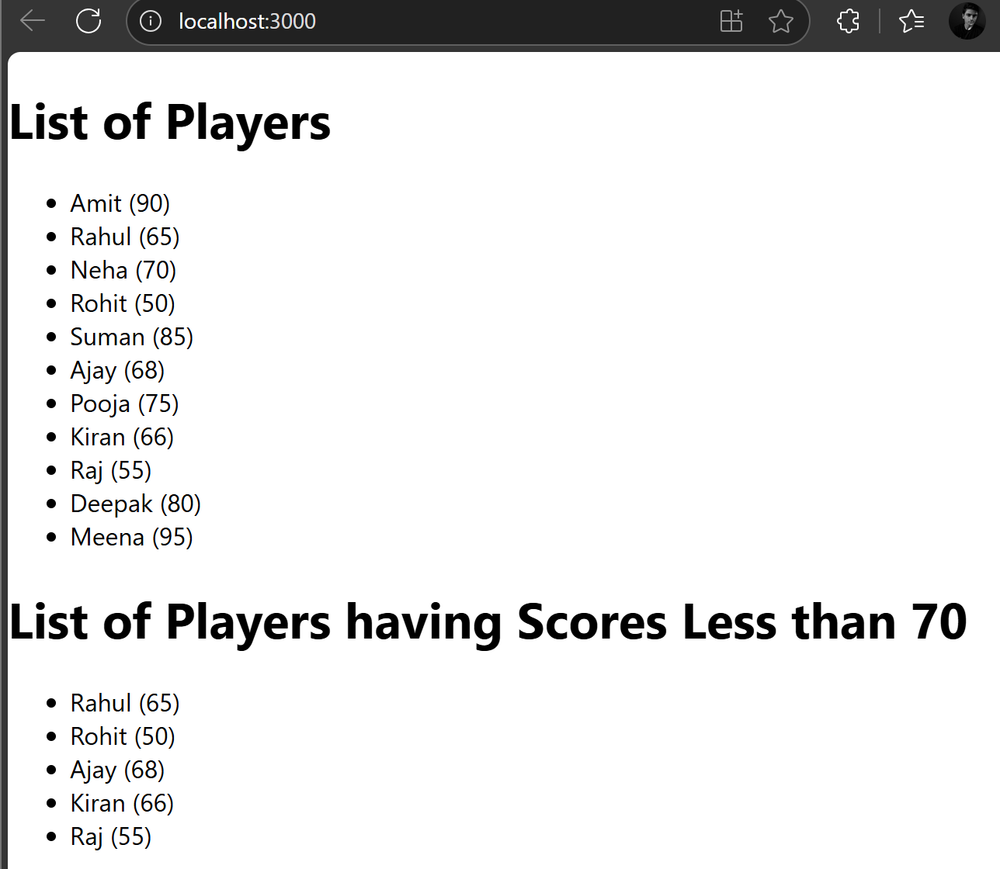 localhost:3000
List of Players
• Amit (90)
• Rahul (65)
• Neha (70)
• Rohit (50)
• Suman (85)
• Ajay (68)
• Pooja (75)
• Kiran (66)
• Raj (55)
• Deepak (80)
• Meena (95)
List of Players having Scores Less than 70
• Rahul (65)
• Rohit (50)
• Ajay (68)
• Kiran (66)
• Raj (55)